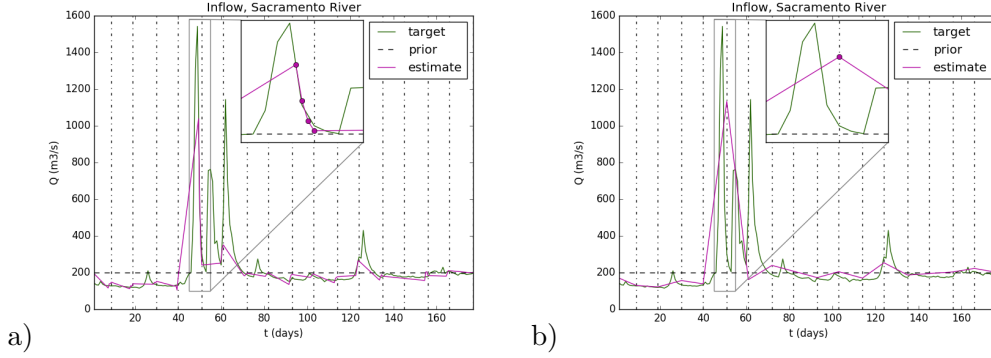 Inflow, Sacramento River
1600
1400
1200
1000
800
600
400
200
0
Q (m3/s)
20 40 60 80 100 120 140 160
t (days)
target
prior
estimate
a)
Inflow, Sacramento River
1600
1400
1200
1000
800
600
400
200
0
Q (m3/s)
20 40 60 80 100 120 140 160
t (days)
target
prior
estimate
b)